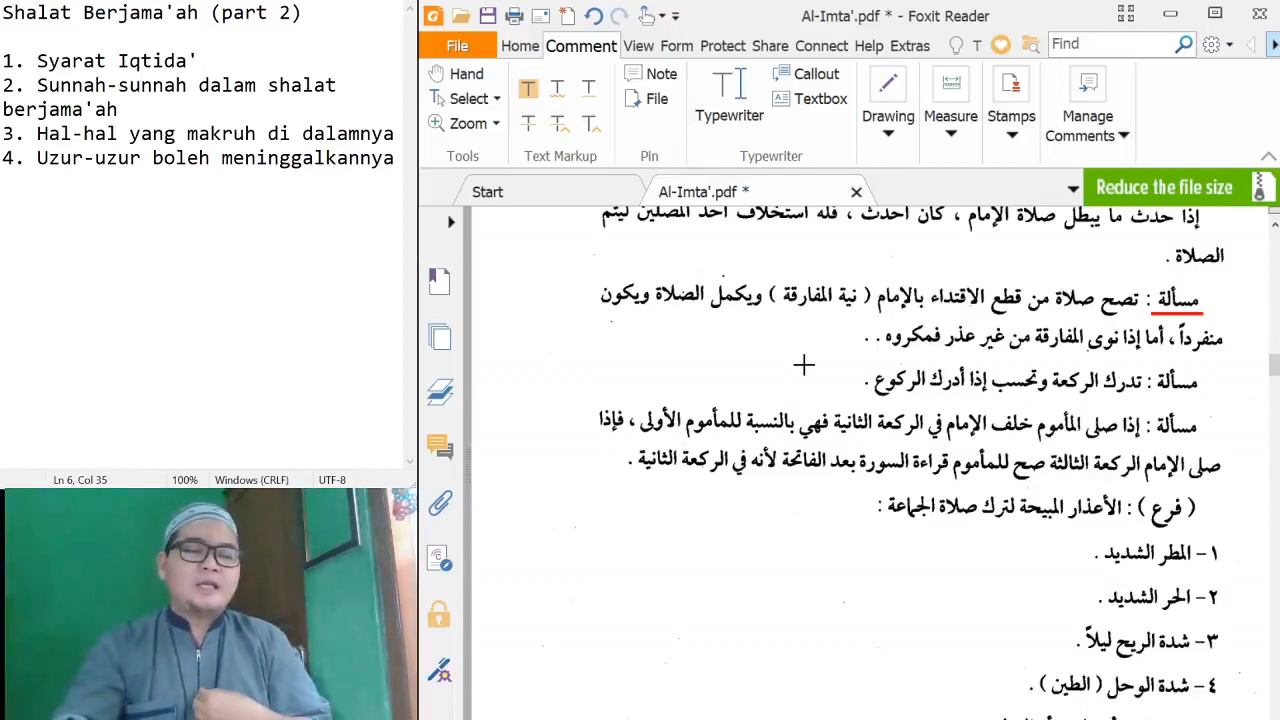 Shalat Berjama'ah (part 2)
1. Syarat Iqtida'
2. Sunnah-sunnah dalam shalat
berjama'ah
3. Hal-hal yang makruh di dalamnya
4. Uzur-uzur boleh meninggalkannya
Ln 6, Col 35 100% Windows (CRLF) UTF-8
Al-Imta'.pdf * - Foxit Reader
File Home Comment View Form Protect Share Connect Help Extras Find
Hand
Select
Zoom
Tools
Text Markup
Note
File
Pin
Typewriter
Callout
Textbox
Typewriter
Drawing
Measure
Stamps
Manage
Comments
Start
Al-Imta'.pdf *
Reduce the file size
إذا حدث ما يبطل صلاة الإمام ، كأن أحدث ، فله استخلاف أحد المصلين ليتم
الصلاة .
مسألة : تصح صلاة من قطع الاقتداء بالإمام ( نية المفارقة ) ويكمل الصلاة ويكون
منفرداً ، أما إذا نوى المفارقة من غير عذر فمكروه . .
مسألة : تدرك الركعة وتحسب إذا أدرك الركوع .
مسألة : إذا صلى المأموم خلف الإمام في الركعة الثانية فهي بالنسبة للمأموم الأولى ، فإذا
صلى الإمام الركعة الثالثة صح للمأموم قراءة السورة بعد الفاتحة لأنه في الركعة الثانية .
( فرع ) : الأعذار المبيحة لترك صلاة الجماعة :
١- المطر الشديد .
٢- الحر الشديد .
٣- شدة الريح ليلاً .
٤- شدة الوحل ( الطين ) .